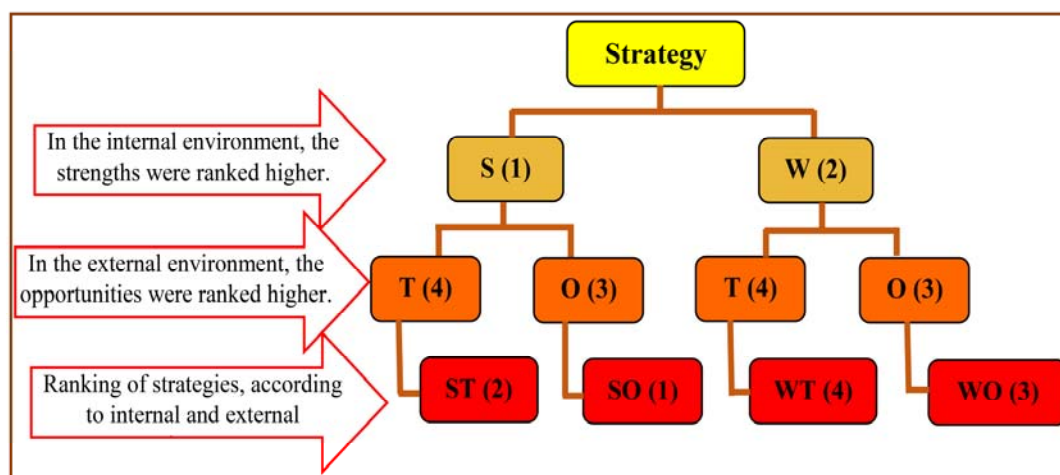 Strategy
In the internal environment, the
strengths were ranked higher.
S (1)
W (2)
In the external environment, the
opportunities were ranked higher.
T (4)
O (3)
T (4)
O (3)
Ranking of strategies, according
to internal and external
ST (2)
SO (1)
WT (4)
WO (3)